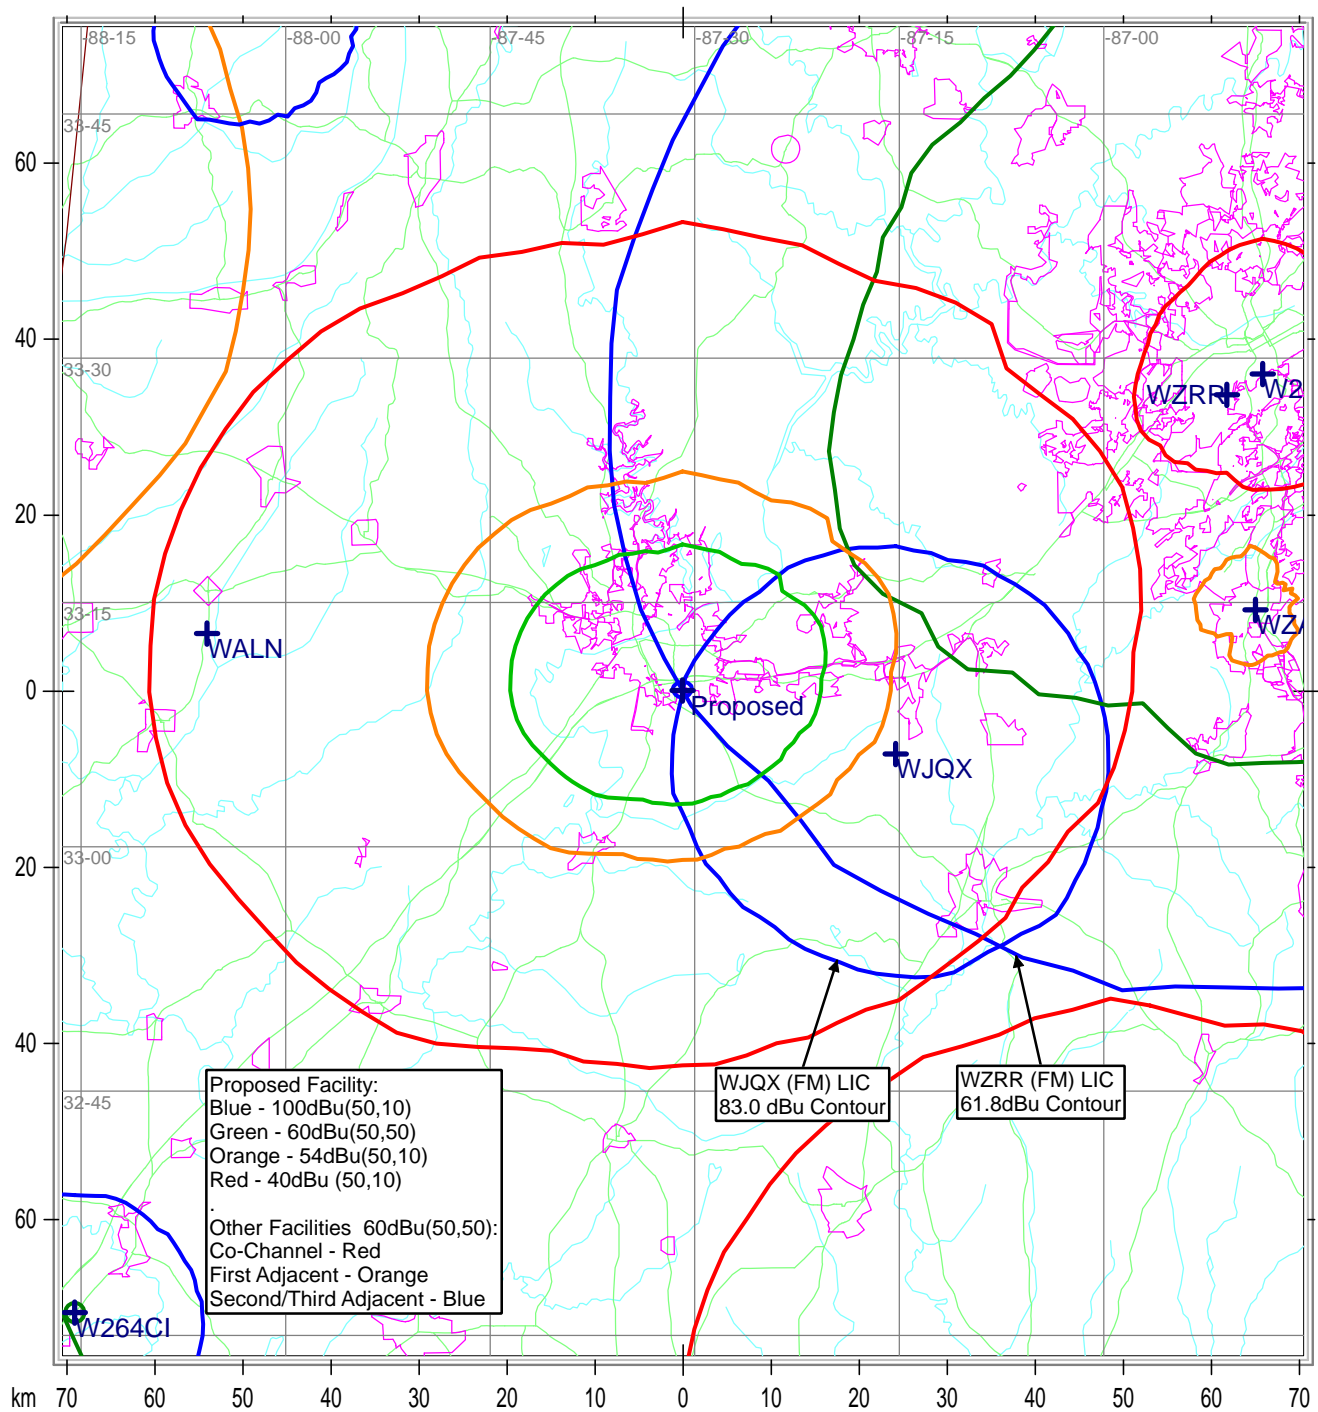 -88-15
-88-00
-87-45
-87-30
-87-15
-87-00
33-45
60
40
33-30
WZRR
W2
20
33-15
WALN
WZA
0
Proposed
WJQX
33-00
20
40
WJQX (FM) LIC
83.0 dBu Contour
WZRR (FM) LIC
61.8dBu Contour
32-45
Proposed Facility:
Blue - 100dBu(50,10)
Green - 60dBu(50,50)
Orange - 54dBu(50,10)
Red - 40dBu (50,10)
.
Other Facilities  60dBu(50,50):
Co-Channel - Red
First Adjacent - Orange
Second/Third Adjacent - Blue
60
W264CI
km 70 60 50 40 30 20 10 0 10 20 30 40 50 60 70